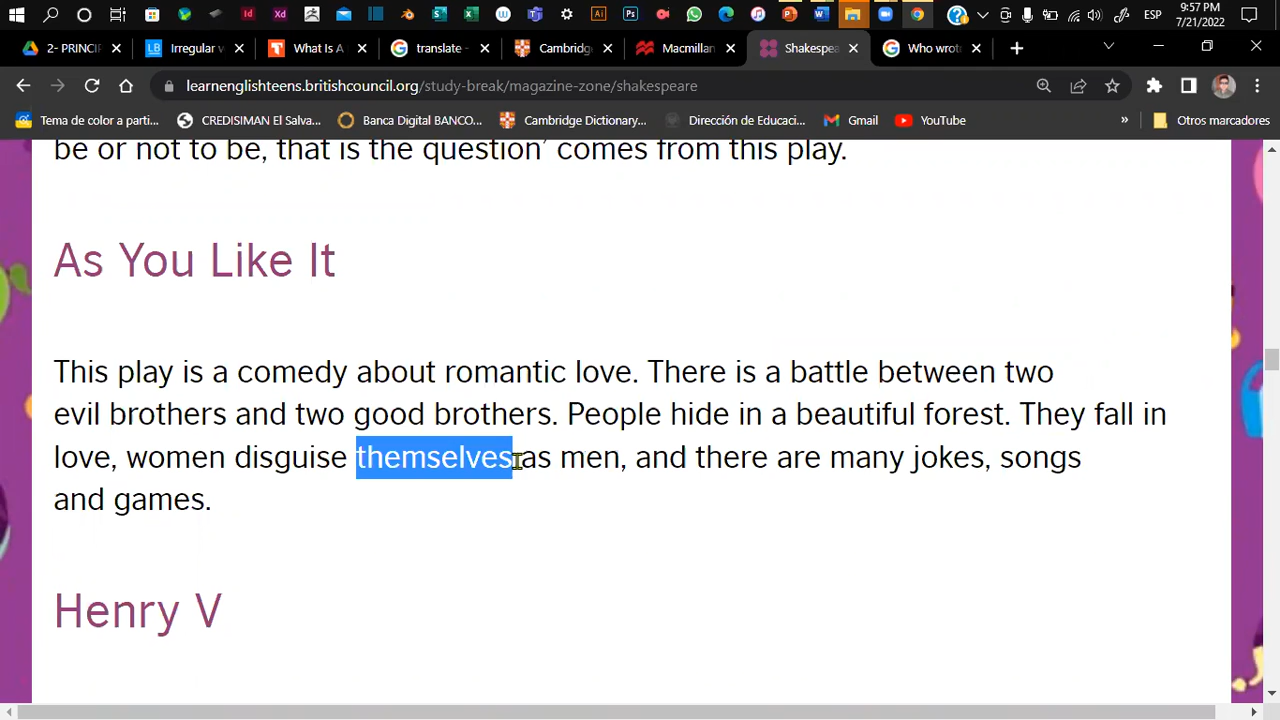 9:57 PM
ESP
7/21/2022
2- PRINCIP
Irregular v
What Is A
translate -
Cambridg
Macmillan
Shakespea
Who wrot
learnenglishteens.britishcouncil.org/study-break/magazine-zone/shakespeare
Tema de color a parti...
CREDISIMAN El Salva...
Banca Digital BANCO...
Cambridge Dictionary...
Dirección de Educaci...
Gmail
YouTube
»
Otros marcadores
be or not to be, that is the question’ comes from this play.
As You Like It
This play is a comedy about romantic love. There is a battle between two
evil brothers and two good brothers. People hide in a beautiful forest. They fall in
love, women disguise themselves as men, and there are many jokes, songs
and games.
Henry V